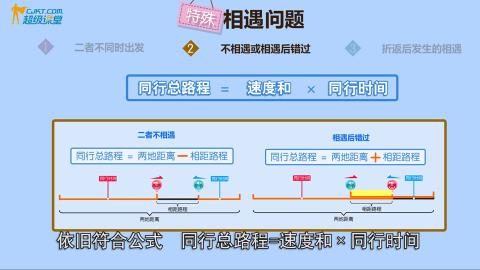 CJKT.COM
超级课堂
特殊 相遇问题
1 二者不同时出发
2 不相遇或相遇后错过
3 折返后发生的相遇
同行总路程 = 速度和 × 同行时间
二者不相遇
同行总路程 = 两地距离 － 相距路程
相距路程
两地距离
相遇后错过
同行总路程 = 两地距离 ＋ 相距路程
相距路程
两地距离
依旧符合公式 同行总路程=速度和×同行时间